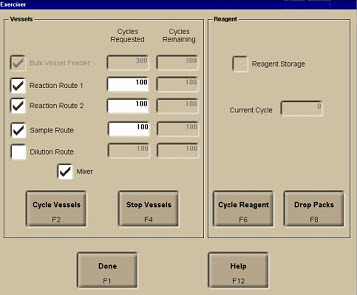 Exerciser
Vessels
Cycles Requested
Cycles Remaining
Bulk Vessel Feeder 300 300
Reaction Route 1 100 100
Reaction Route 2 100 100
Sample Route 100 100
Dilution Route 100 100
Mixer
Cycle Vessels
F2
Stop Vessels
F4
Reagent
Reagent Storage
Current Cycle 0
Cycle Reagent
F6
Drop Packs
F8
Done
F1
Help
F12